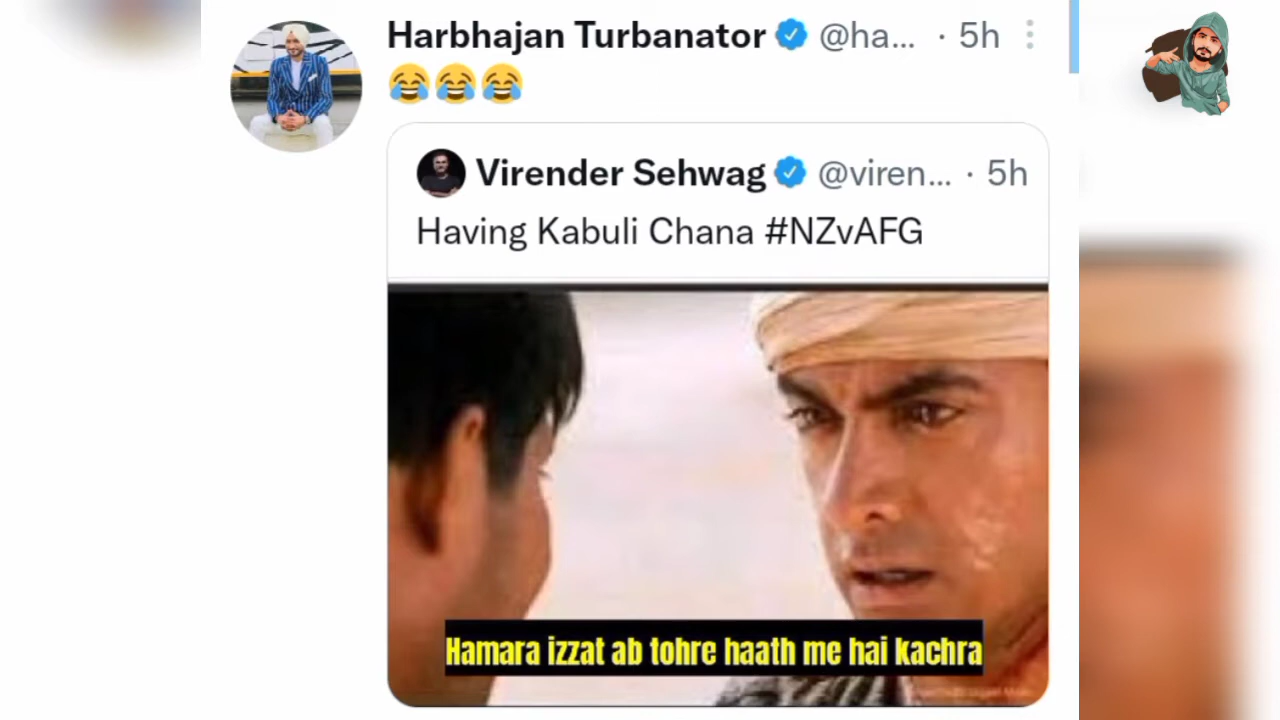 Harbhajan Turbanator @ha... · 5h
😂😂😂
Virender Sehwag @viren... · 5h
Having Kabuli Chana #NZvAFG
Hamara izzat ab tohre haath me hai kachra